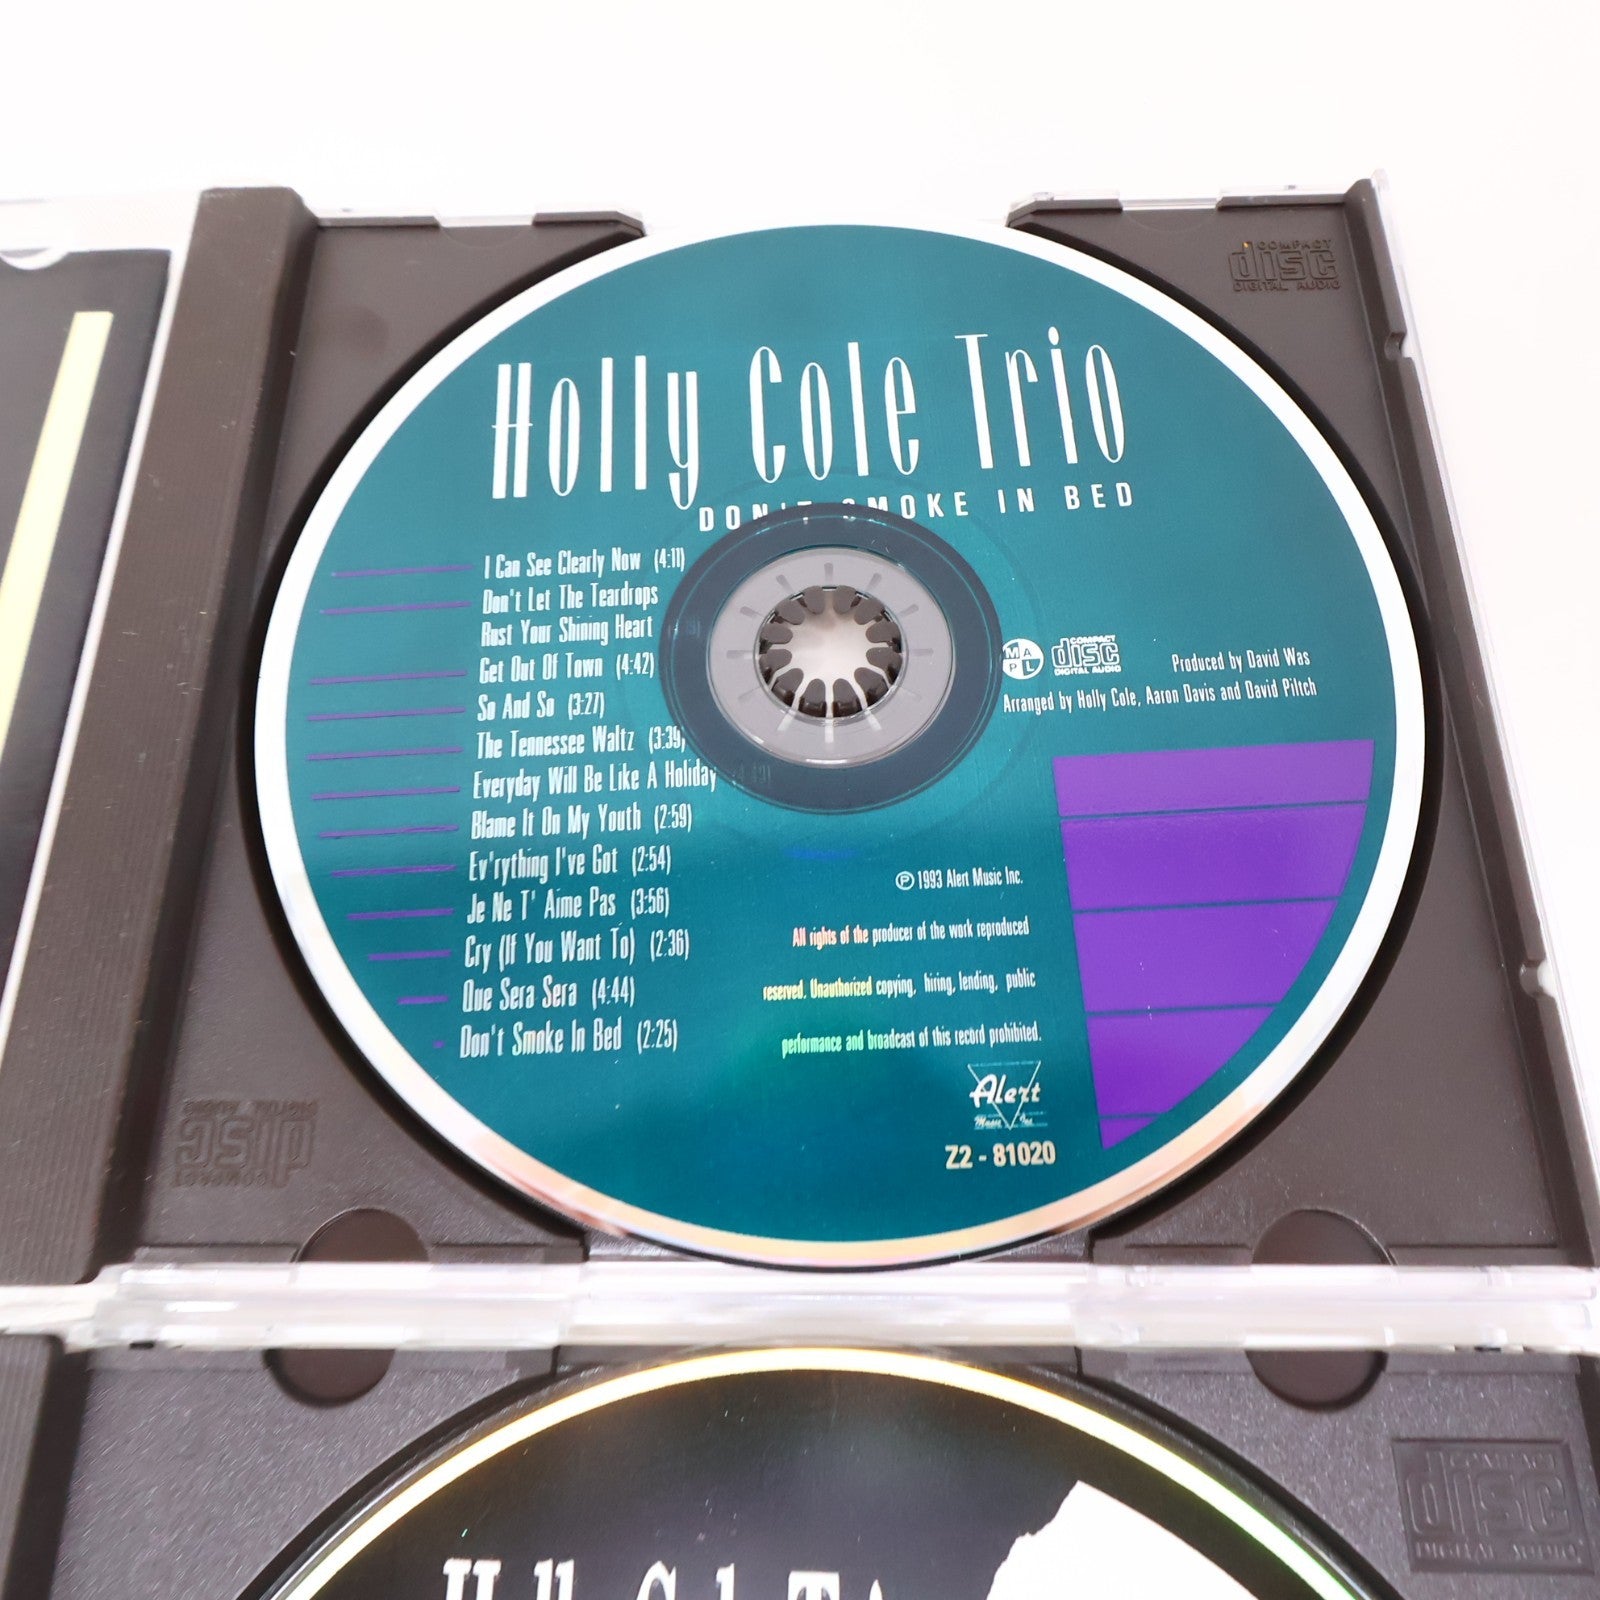 COMPACT
disc
DIGITAL AUDIO
Holly Cole Trio
DON'T SMOKE IN BED
I Can See Clearly Now (4:11)
Don't Let The Teardrops
Rust Your Shining Heart
Get Out Of Town (4:42)
So And So (3:27)
The Tennessee Waltz (3:39)
Everyday Will Be Like A Holiday
Blame It On My Youth (2:59)
Ev'rything I've Got (2:54)
Je Ne T' Aime Pas (3:56)
Cry (If You Want To) (2:36)
Que Sera Sera (4:44)
Don't Smoke In Bed (2:25)
MAPL
COMPACT
disc
DIGITAL AUDIO
Produced by David Was
Arranged by Holly Cole, Aaron Davis and David Piltch
℗ 1993 Alert Music Inc.
All rights of the producer of the work reproduced
reserved. Unauthorized copying, hiring, lending, public
performance and broadcast of this record prohibited.
Alert
Music Inc.
Z2 - 81020
COMPACT
disc
DIGITAL AUDIO
COMPACT
disc
DIGITAL AUDIO